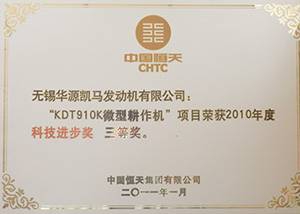 中国恒天
CHTC
无锡华源凯马发动机有限公司：
“KDT910K微型耕作机”项目荣获2010年度
科技进步奖 三等奖。
中国恒天集团有限公司
二〇一一年一月